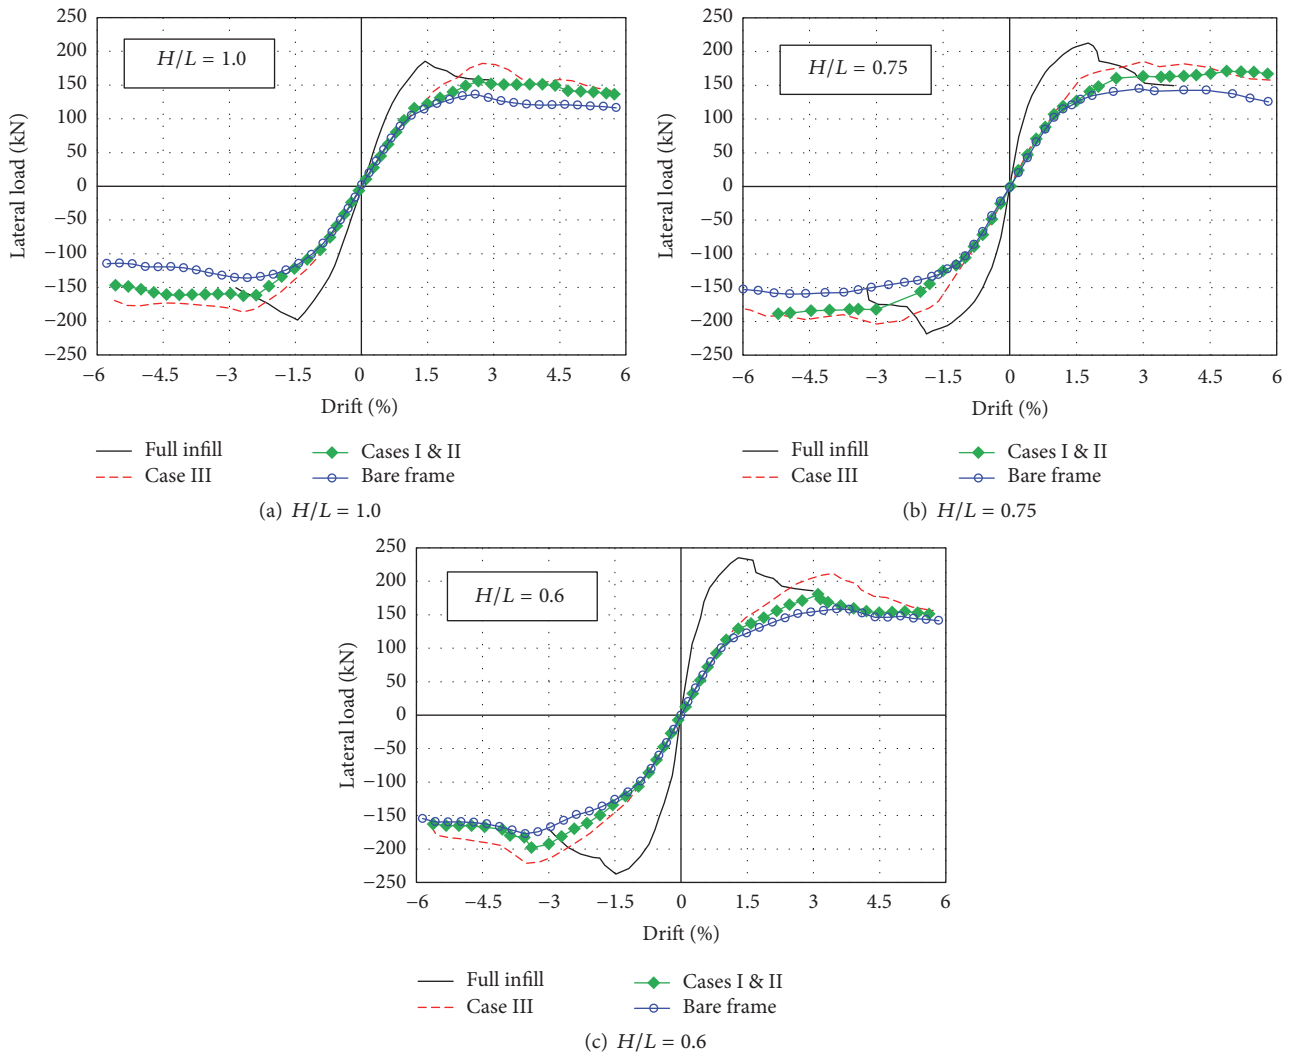 250
200
150
100
50
0
−50
−100
−150
−200
−250
Lateral load (kN)
H/L = 1.0
−6 −4.5 −3 −1.5 0 1.5 3 4.5 6
Drift (%)
Full infill
Case III
Cases I & II
Bare frame
(a) H/L = 1.0
250
200
150
100
50
0
−50
−100
−150
−200
−250
Lateral load (kN)
H/L = 0.75
−6 −4.5 −3 −1.5 0 1.5 3 4.5 6
Drift (%)
Full infill
Case III
Cases I & II
Bare frame
(b) H/L = 0.75
250
200
150
100
50
0
−50
−100
−150
−200
−250
Lateral load (kN)
H/L = 0.6
−6 −4.5 −3 −1.5 0 1.5 3 4.5 6
Drift (%)
Full infill
Case III
Cases I & II
Bare frame
(c) H/L = 0.6